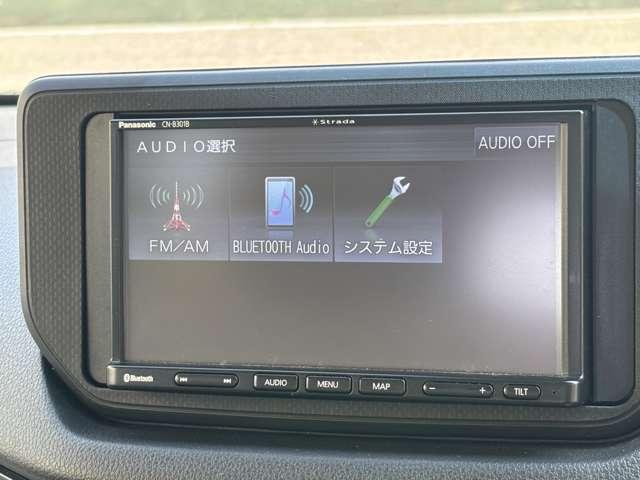 Panasonic CN-B301B Strada
AUDIO選択 AUDIO OFF
FM/AM BLUETOOTH Audio システム設定
Bluetooth AUDIO MENU MAP − + TILT